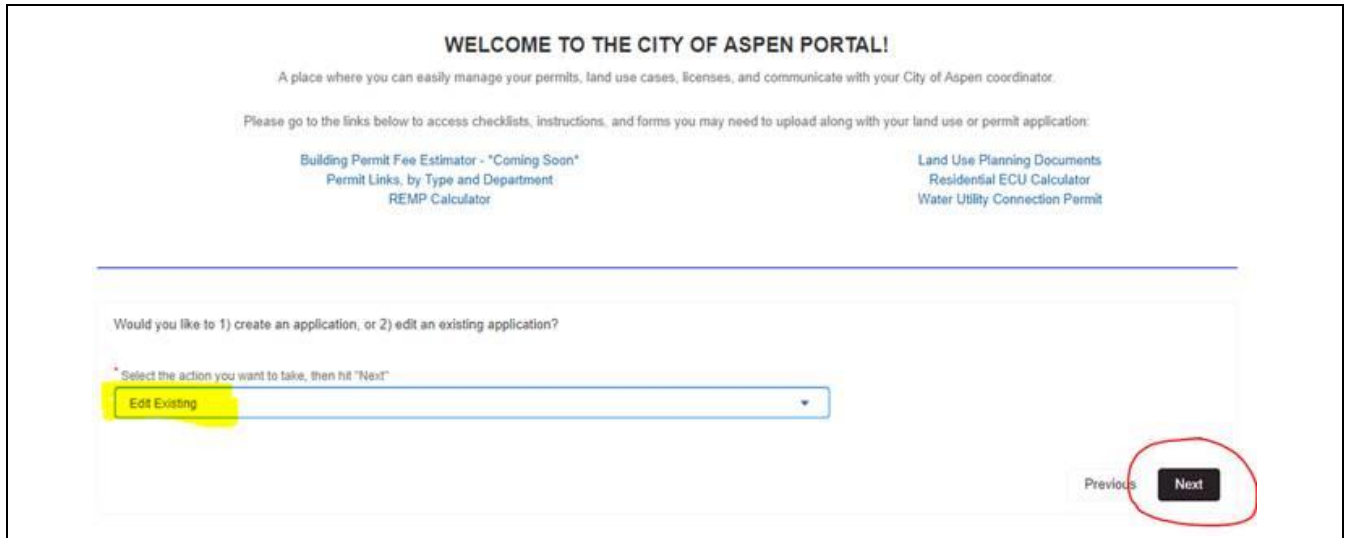 WELCOME TO THE CITY OF ASPEN PORTAL!
A place where you can easily manage your permits, land use cases, licenses, and communicate with your City of Aspen coordinator.
Please go to the links below to access checklists, instructions, and forms you may need to upload along with your land use or permit application:
Building Permit Fee Estimator - *Coming Soon*
Permit Links, by Type and Department
REMP Calculator
Land Use Planning Documents
Residential ECU Calculator
Water Utility Connection Permit
Would you like to 1) create an application, or 2) edit an existing application?
* Select the action you want to take, then hit "Next"
Edit Existing
Previous Next